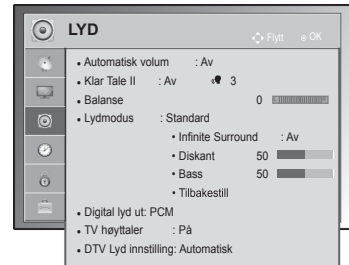 LYD
Flytt OK
• Automatisk volum : Av
• Klar Tale II : Av 3
• Balanse 0
• Lydmodus : Standard
• Infinite Surround : Av
• Diskant 50
• Bass 50
• Tilbakestill
• Digital lyd ut: PCM
• TV høyttaler : På
• DTV Lyd innstilling: Automatisk